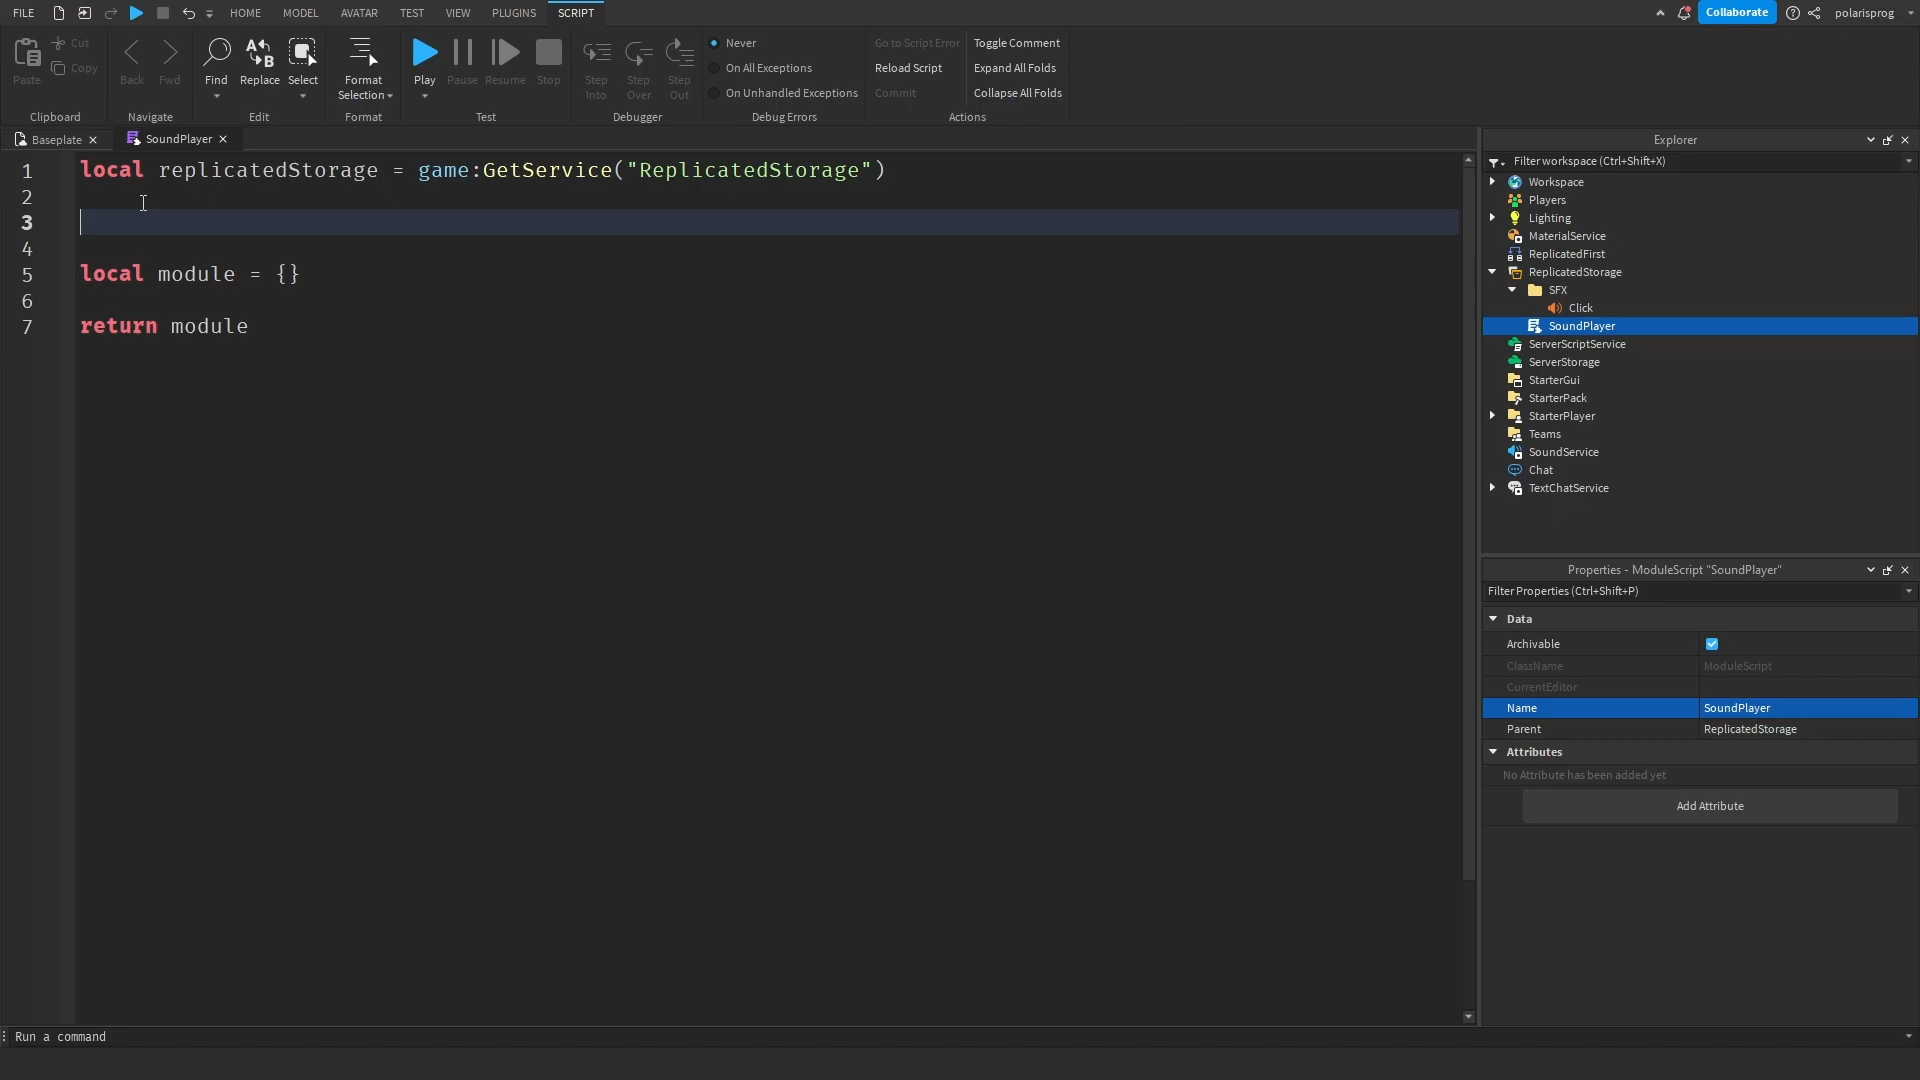 FILE HOME MODEL AVATAR TEST VIEW PLUGINS SCRIPT Collaborate polarisprog
Paste Cut Copy Back Fwd Find Replace Select Format Selection Play Pause Resume Stop Step Into Step Over Step Out
Never
On All Exceptions
On Unhandled Exceptions
Go to Script Error
Reload Script
Commit
Toggle Comment
Expand All Folds
Collapse All Folds
Clipboard Navigate Edit Format Test Debugger Debug Errors Actions
Baseplate SoundPlayer
1 local replicatedStorage = game:GetService("ReplicatedStorage")
2
3
4
5 local module = {}
6
7 return module
Explorer
Filter workspace (Ctrl+Shift+X)
Workspace
Players
Lighting
MaterialService
ReplicatedFirst
ReplicatedStorage
SFX
Click
SoundPlayer
ServerScriptService
ServerStorage
StarterGui
StarterPack
StarterPlayer
Teams
SoundService
Chat
TextChatService
Properties - ModuleScript "SoundPlayer"
Filter Properties (Ctrl+Shift+P)
Data
Archivable
ClassName ModuleScript
CurrentEditor
Name SoundPlayer
Parent ReplicatedStorage
Attributes
No Attribute has been added yet
Add Attribute
Run a command